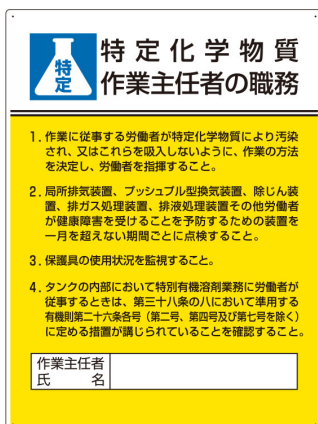 特定
特定化学物質
作業主任者の職務
1. 作業に従事する労働者が特定化学物質により汚染
され、又はこれらを吸入しないように、作業の方法
を決定し、労働者を指揮すること。
2. 局所排気装置、プッシュプル型換気装置、除じん装
置、排ガス処理装置、排液処理装置その他労働者
が健康障害を受けることを予防するための装置を
一月を超えない期間ごとに点検すること。
3. 保護具の使用状況を監視すること。
4. タンクの内部において特別有機溶剤業務に労働者が
従事するときは、第三十八条の八において準用する
有機則第二十六条各号（第二号、第四号及び第七号を除く）
に定める措置が講じられていることを確認すること。
作業主任者
氏名